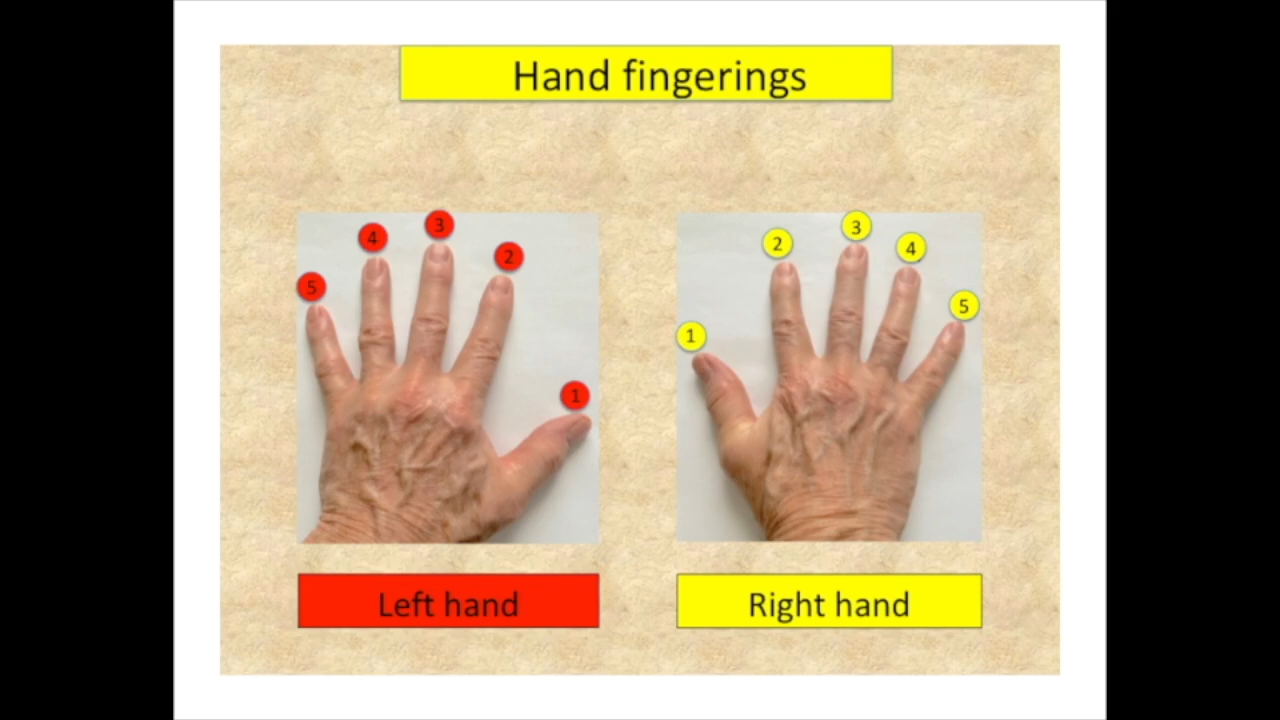 Hand fingerings
5 4 3 2 1
1 2 3 4 5
Left hand
Right hand